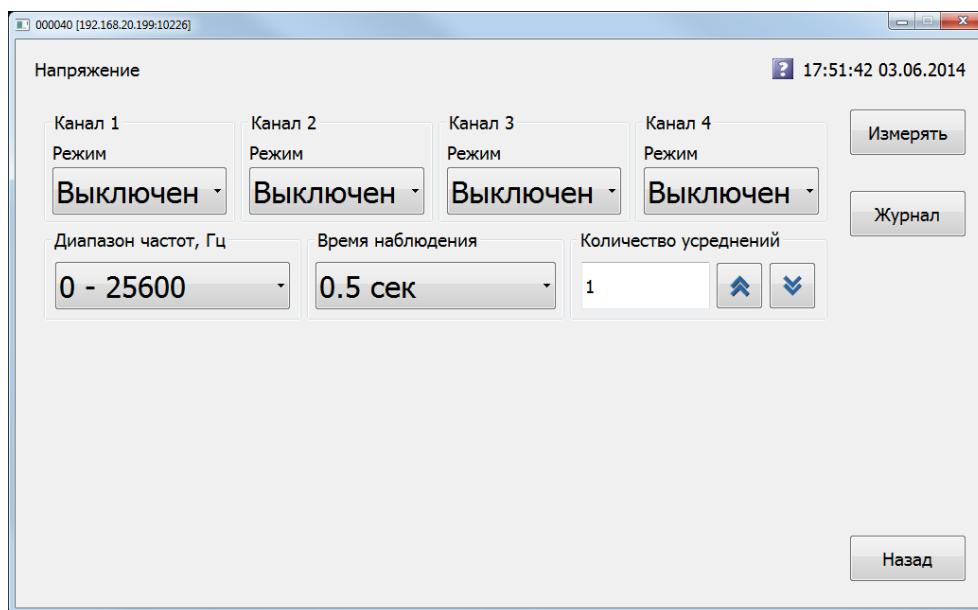 000040 [192.168.20.199:10226]
Напряжение
? 17:51:42 03.06.2014
Канал 1 Канал 2 Канал 3 Канал 4
Режим Режим Режим Режим
Выключен Выключен Выключен Выключен
Измерять
Журнал
Диапазон частот, Гц Время наблюдения Количество усреднений
0 - 25600 0.5 сек 1
Назад